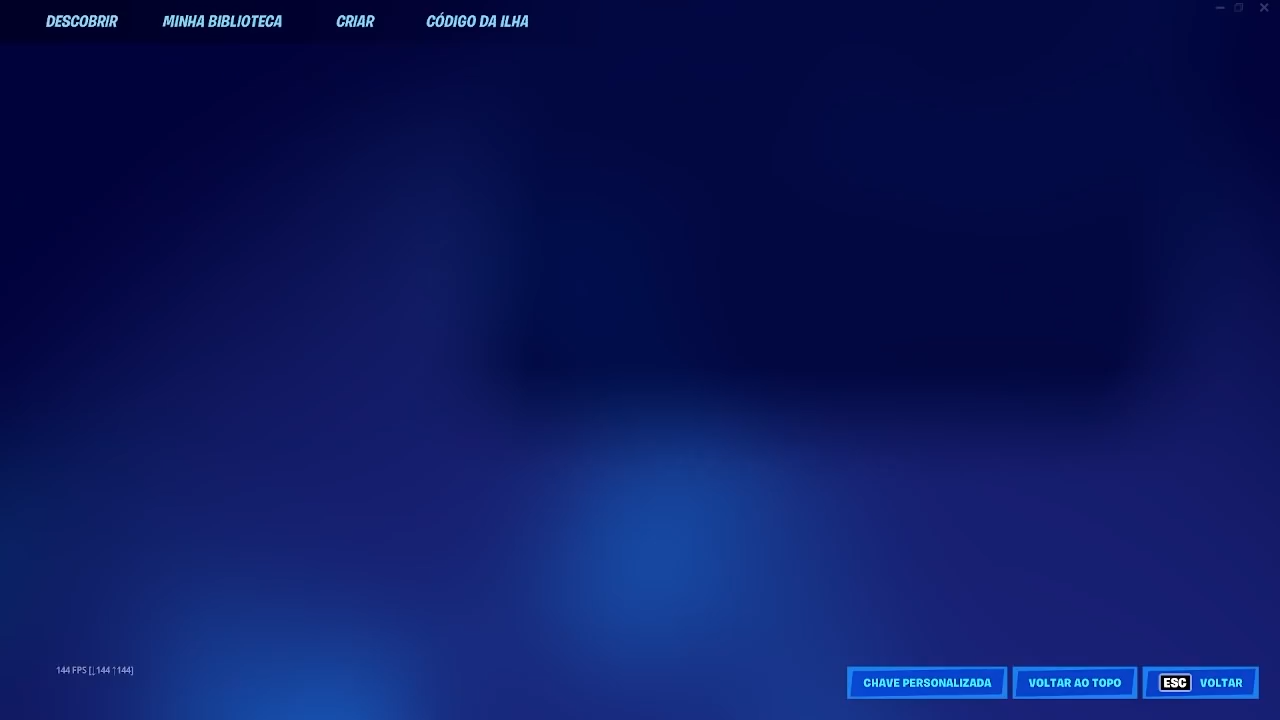 DESCOBRIR MINHA BIBLIOTECA CRIAR CÓDIGO DA ILHA
144 FPS [↓144 ↑144]
CHAVE PERSONALIZADA VOLTAR AO TOPO ESC VOLTAR